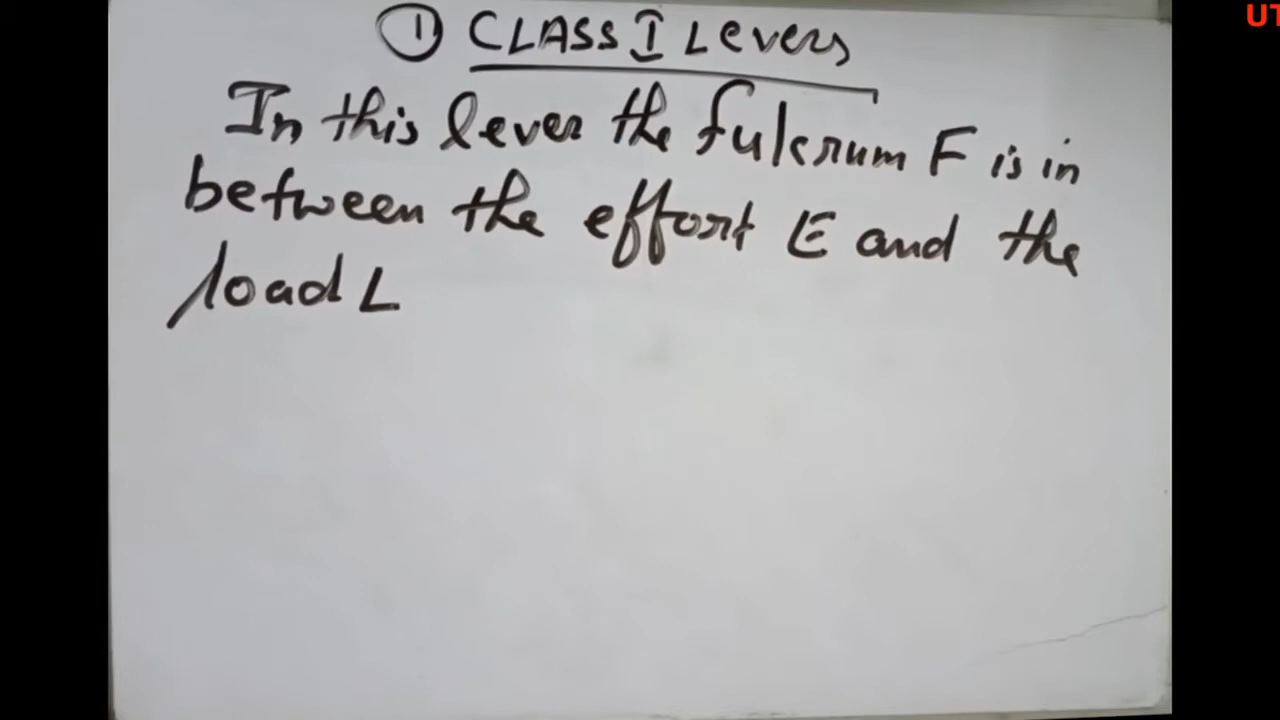 ① CLASS I Levers
In this lever the fulcrum F is in
between the effort E and the
load L
UT